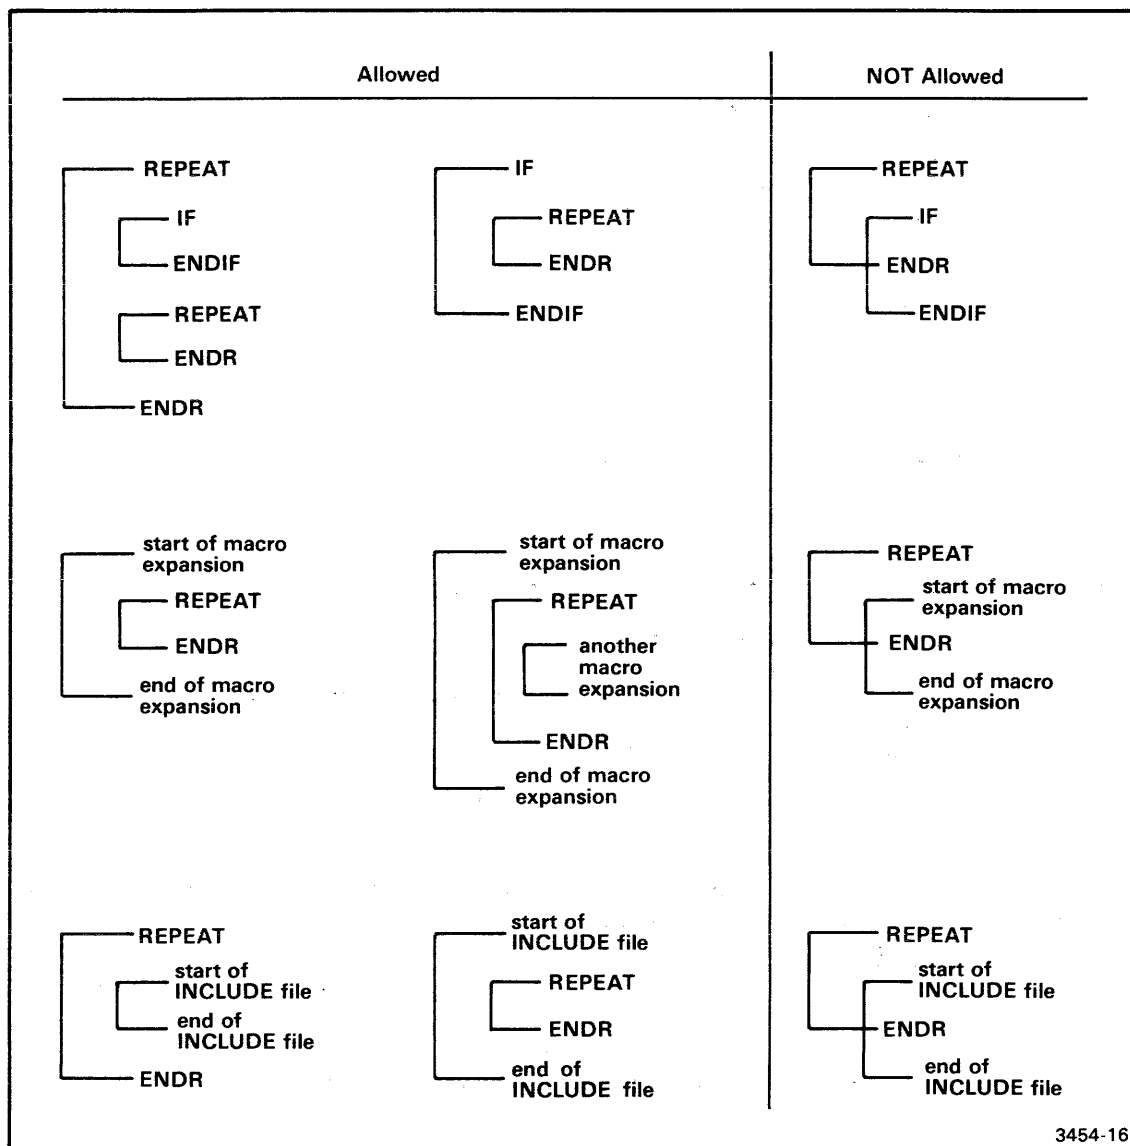 Allowed
NOT Allowed
REPEAT
IF
ENDIF
REPEAT
ENDR
ENDR
IF
REPEAT
ENDR
ENDIF
REPEAT
IF
ENDR
ENDIF
start of macro
expansion
REPEAT
ENDR
end of macro
expansion
start of macro
expansion
REPEAT
another
macro
expansion
ENDR
end of macro
expansion
REPEAT
start of macro
expansion
ENDR
end of macro
expansion
REPEAT
start of
INCLUDE file
end of
INCLUDE file
ENDR
start of
INCLUDE file
REPEAT
ENDR
end of
INCLUDE file
REPEAT
start of
INCLUDE file
ENDR
end of
INCLUDE file
3454-16